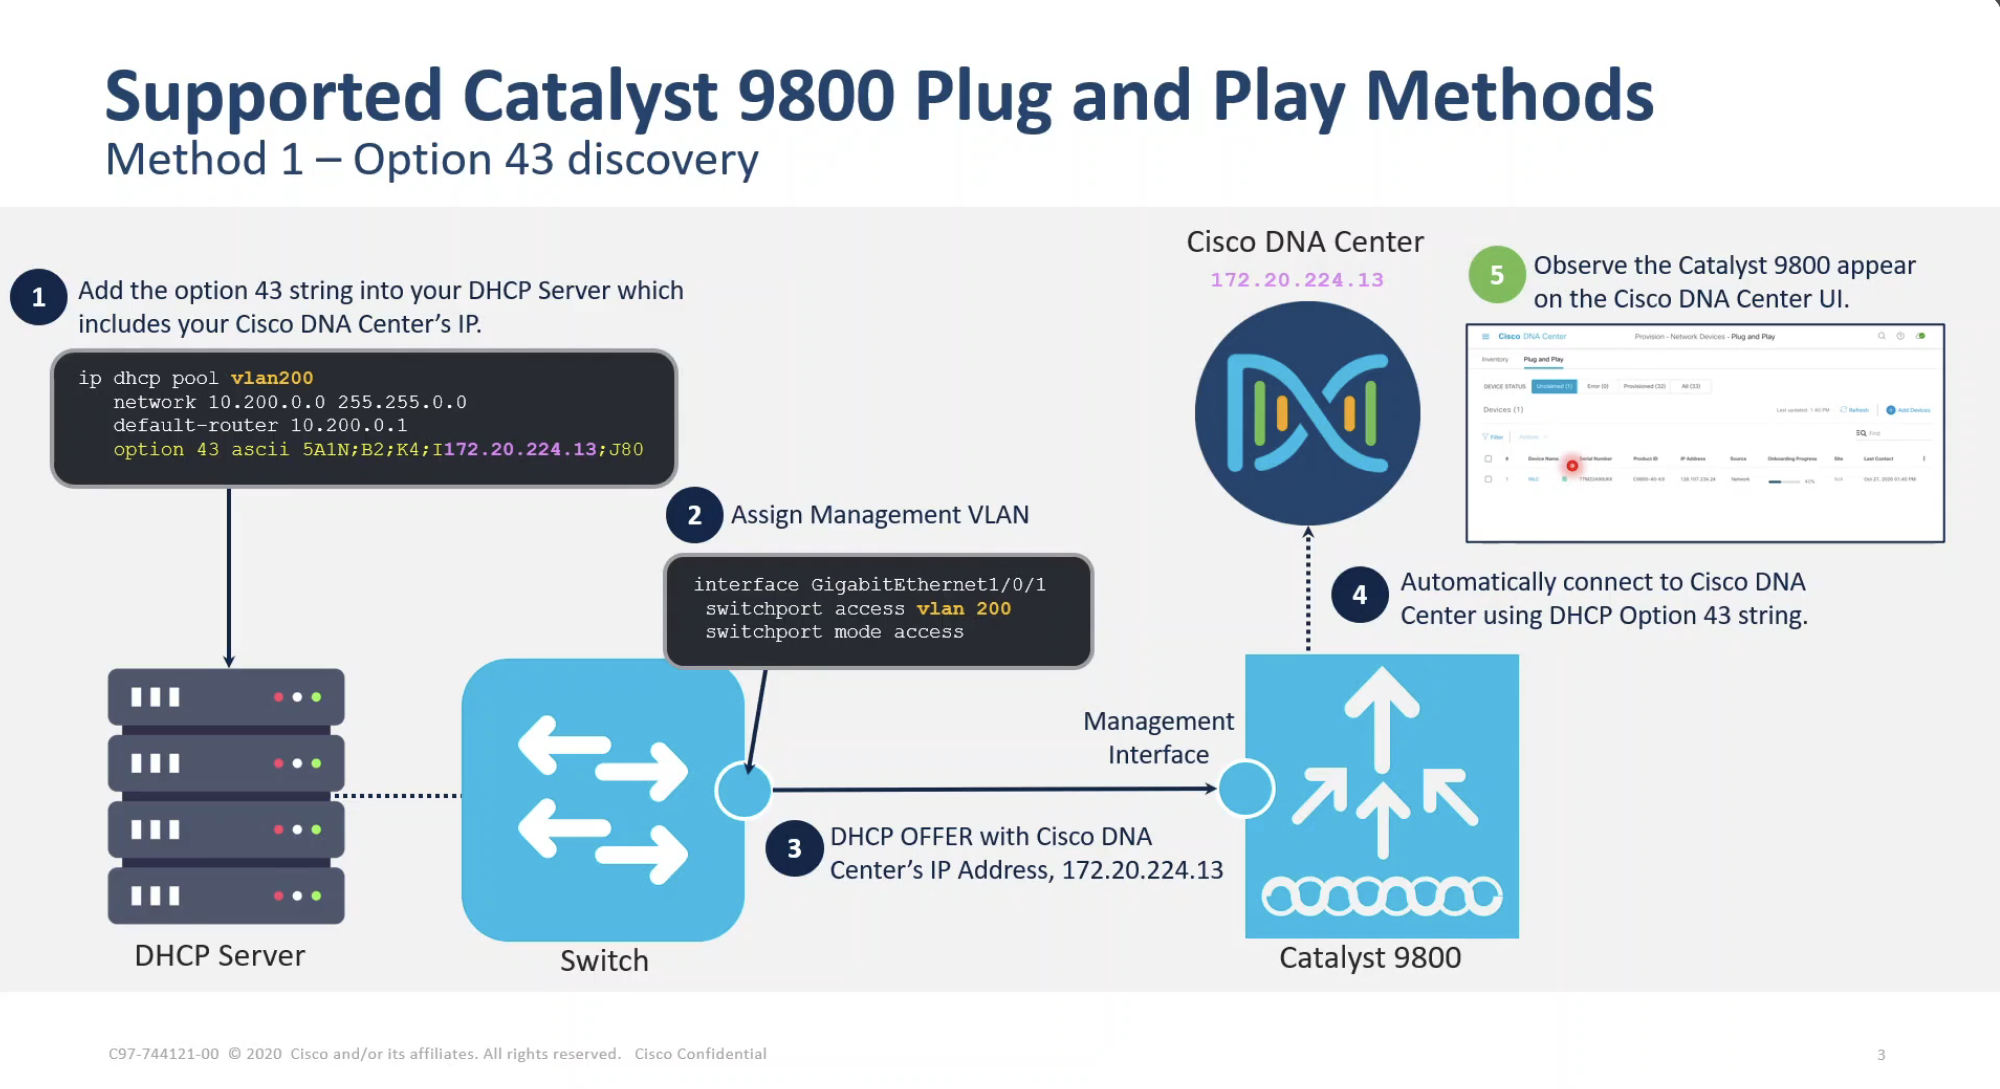 Supported Catalyst 9800 Plug and Play Methods
Method 1 – Option 43 discovery
1
Add the option 43 string into your DHCP Server which
includes your Cisco DNA Center's IP.
ip dhcp pool vlan200
network 10.200.0.0 255.255.0.0
default-router 10.200.0.1
option 43 ascii 5A1N;B2;K4;I172.20.224.13;J80
2
Assign Management VLAN
interface GigabitEthernet1/0/1
switchport access vlan 200
switchport mode access
Management
Interface
3
DHCP OFFER with Cisco DNA
Center's IP Address, 172.20.224.13
Cisco DNA Center
172.20.224.13
4
Automatically connect to Cisco DNA
Center using DHCP Option 43 string.
5
Observe the Catalyst 9800 appear
on the Cisco DNA Center UI.
Cisco DNA Center
Provision - Network Devices - Plug and Play
Inventory
Plug and Play
DEVICE STATUS
Unclaimed (1)
Error (0)
Provisioned (32)
All (33)
Devices (1)
Last updated: 1:40 PM
Refresh
Add Devices
Filter
Actions
Find
# Device Name Serial Number Product ID IP Address Source Onboarding Progress Site Last Contact
1 Network
DHCP Server
Switch
Catalyst 9800
C97-744121-00 © 2020 Cisco and/or its affiliates. All rights reserved. Cisco Confidential
3